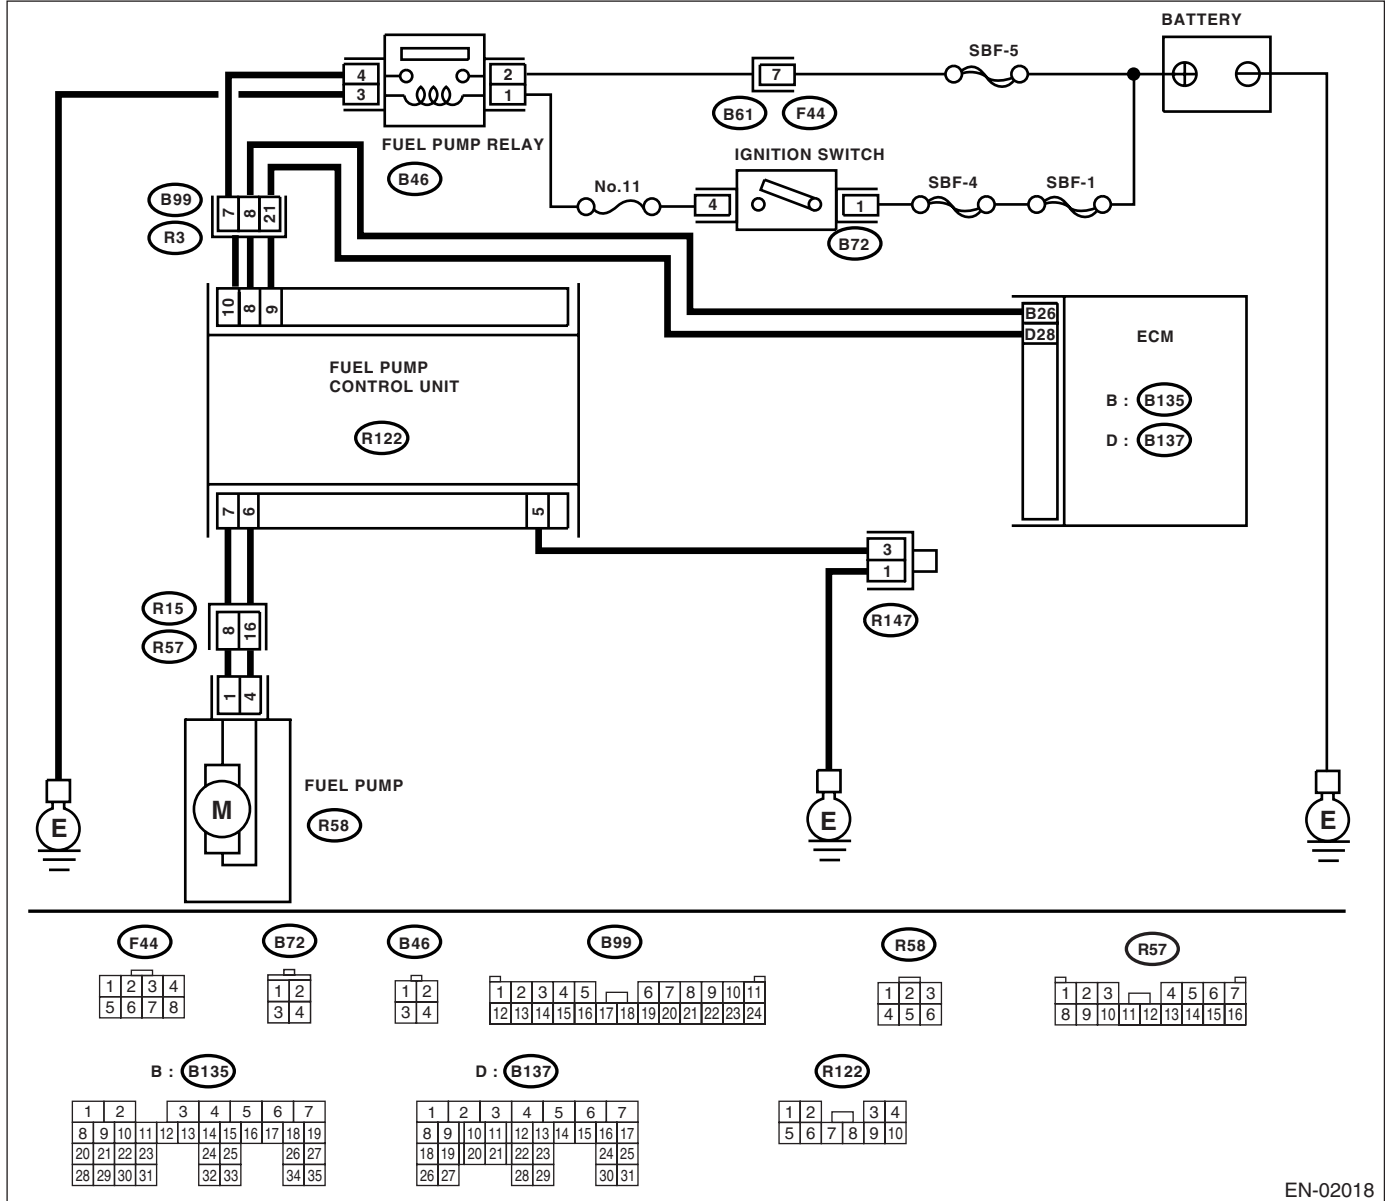 BATTERY
SBF-5
4
2
7
3
1
B61
F44
FUEL PUMP RELAY
IGNITION SWITCH
B46
No.11
SBF-4
SBF-1
4
1
B99
7
8
21
R3
B72
10
8
9
B26
D28
ECM
FUEL PUMP
CONTROL UNIT
B : B135
R122
D : B137
7
6
5
3
1
R15
8
16
R57
R147
1
4
FUEL PUMP
M
R58
E
E
E
F44
B72
B46
B99
R58
R57
1 2 3 4
5 6 7 8
1 2
3 4
1 2
3 4
1 2 3 4 5 6 7 8 9 10 11
12 13 14 15 16 17 18 19 20 21 22 23 24
1 2 3
4 5 6
1 2 3 4 5 6 7
8 9 10 11 12 13 14 15 16
B : B135
D : B137
R122
1 2 3 4 5 6 7
8 9 10 11 12 13 14 15 16 17 18 19
20 21 22 23 24 25 26 27
28 29 30 31 32 33 34 35
1 2 3 4 5 6 7
8 9 10 11 12 13 14 15 16 17
18 19 20 21 22 23 24 25
26 27 28 29 30 31
1 2 3 4
5 6 7 8 9 10
EN-02018